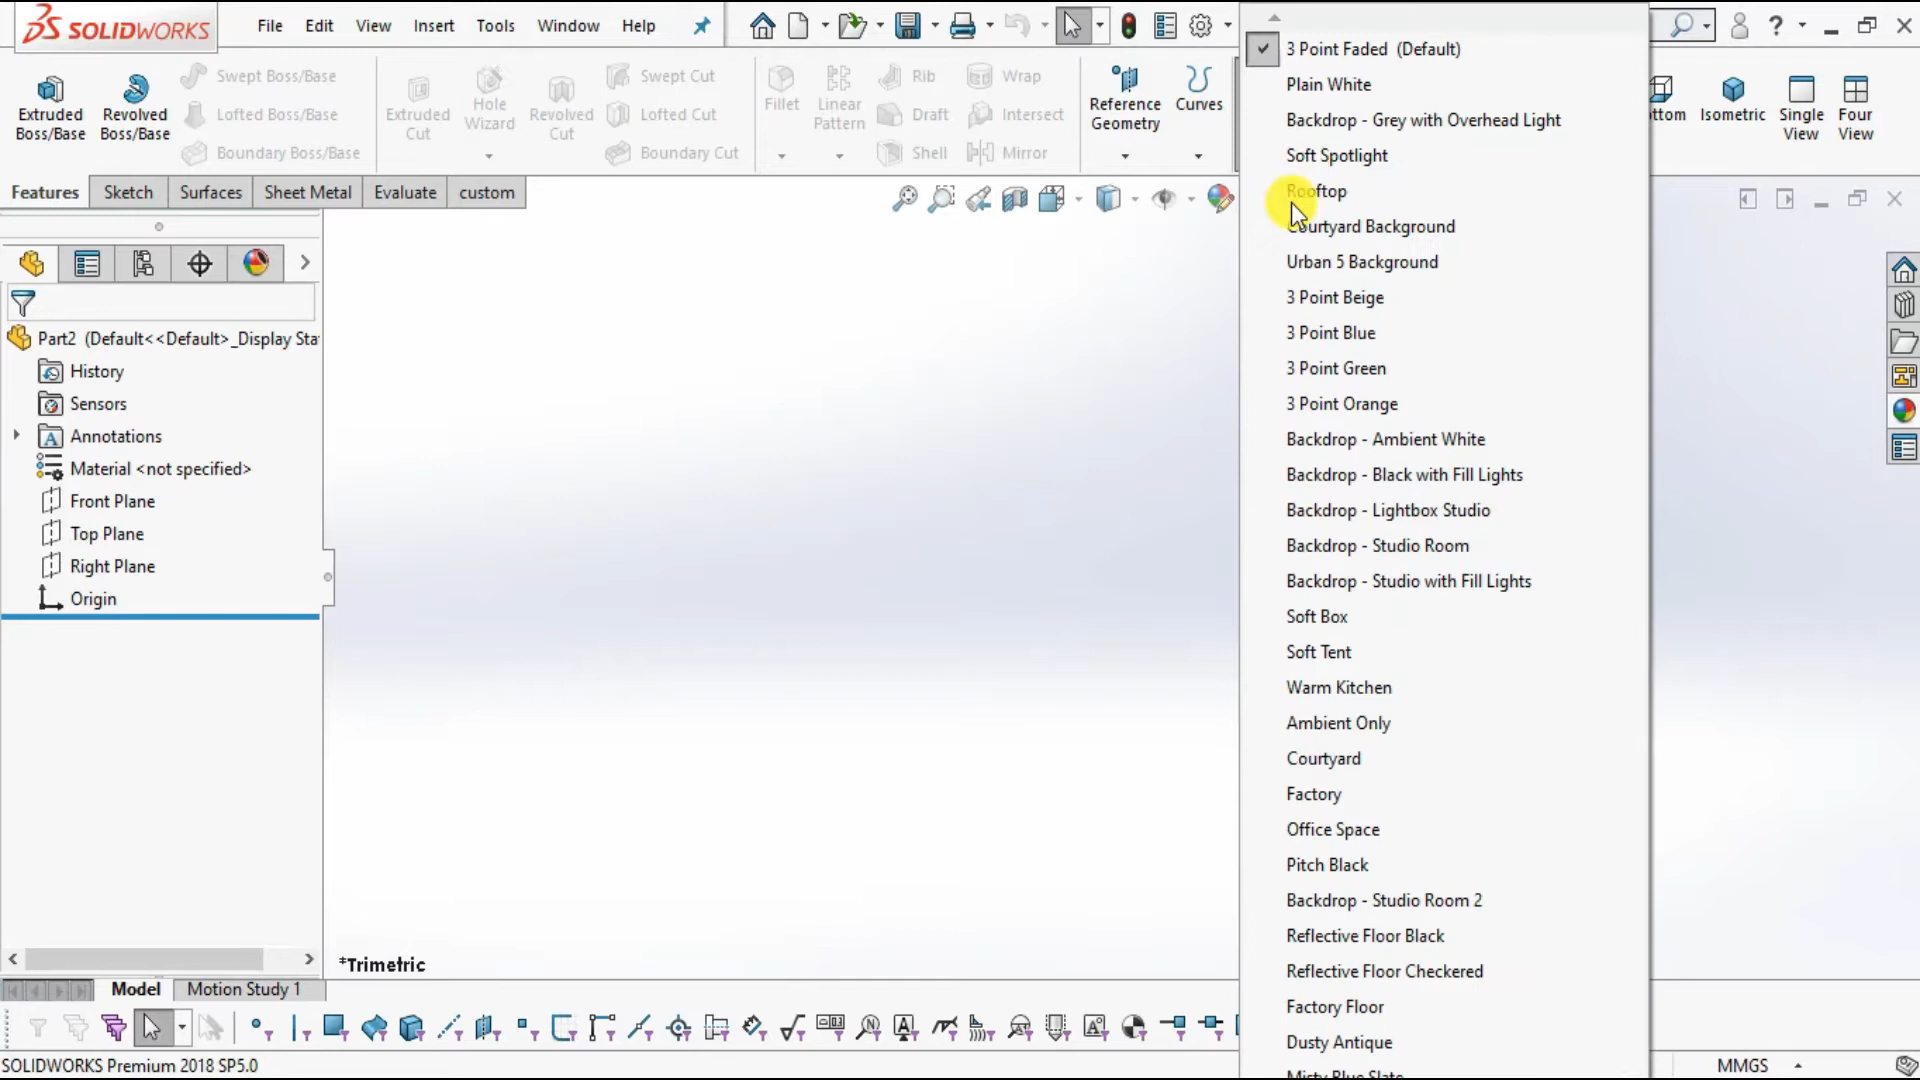 SOLIDWORKS
File Edit View Insert Tools Window Help
Extruded Boss/Base
Revolved Boss/Base
Swept Boss/Base
Lofted Boss/Base
Boundary Boss/Base
Extruded Cut
Hole Wizard
Revolved Cut
Swept Cut
Lofted Cut
Boundary Cut
Fillet
Linear Pattern
Rib
Draft
Shell
Wrap
Intersect
Mirror
Reference Geometry
Curves
ttom
Isometric
Single View
Four View
Features Sketch Surfaces Sheet Metal Evaluate custom
Part2 (Default<<Default>_Display Sta
History
Sensors
Annotations
Material <not specified>
Front Plane
Top Plane
Right Plane
Origin
3 Point Faded (Default)
Plain White
Backdrop - Grey with Overhead Light
Soft Spotlight
Rooftop
Courtyard Background
Urban 5 Background
3 Point Beige
3 Point Blue
3 Point Green
3 Point Orange
Backdrop - Ambient White
Backdrop - Black with Fill Lights
Backdrop - Lightbox Studio
Backdrop - Studio Room
Backdrop - Studio with Fill Lights
Soft Box
Soft Tent
Warm Kitchen
Ambient Only
Courtyard
Factory
Office Space
Pitch Black
Backdrop - Studio Room 2
Reflective Floor Black
Reflective Floor Checkered
Factory Floor
Dusty Antique
Misty Blue Slate
*Trimetric
Model Motion Study 1
SOLIDWORKS Premium 2018 SP5.0
MMGS